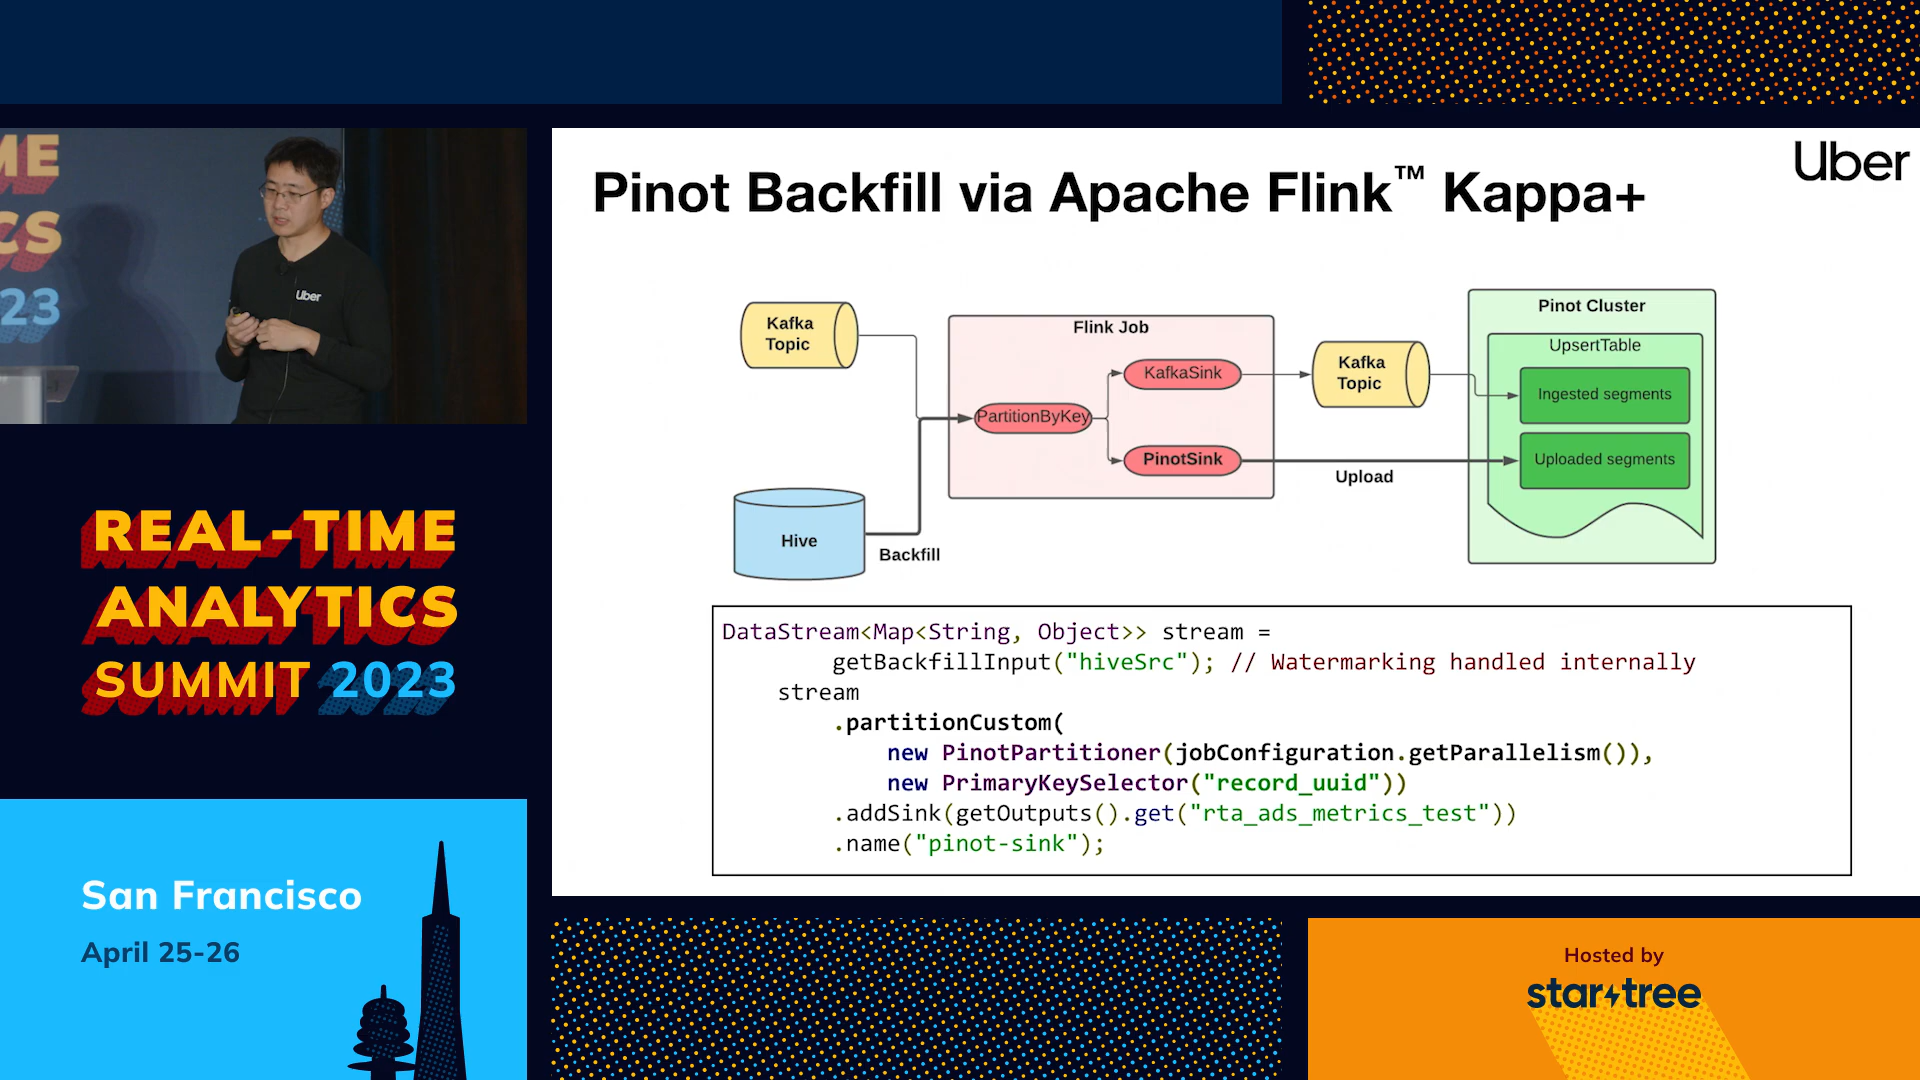 ME
CS
23
Uber
REAL-TIME
ANALYTICS
SUMMIT 2023
San Francisco
April 25-26
Uber
Pinot Backfill via Apache Flink™ Kappa+
Kafka
Topic
Hive
Backfill
Flink Job
PartitionByKey
KafkaSink
PinotSink
Kafka
Topic
Upload
Pinot Cluster
UpsertTable
Ingested segments
Uploaded segments
DataStream<Map<String, Object>> stream =
getBackfillInput("hiveSrc"); // Watermarking handled internally
stream
.partitionCustom(
new PinotPartitioner(jobConfiguration.getParallelism()),
new PrimaryKeySelector("record_uuid"))
.addSink(getOutputs().get("rta_ads_metrics_test"))
.name("pinot-sink");
Hosted by
startree